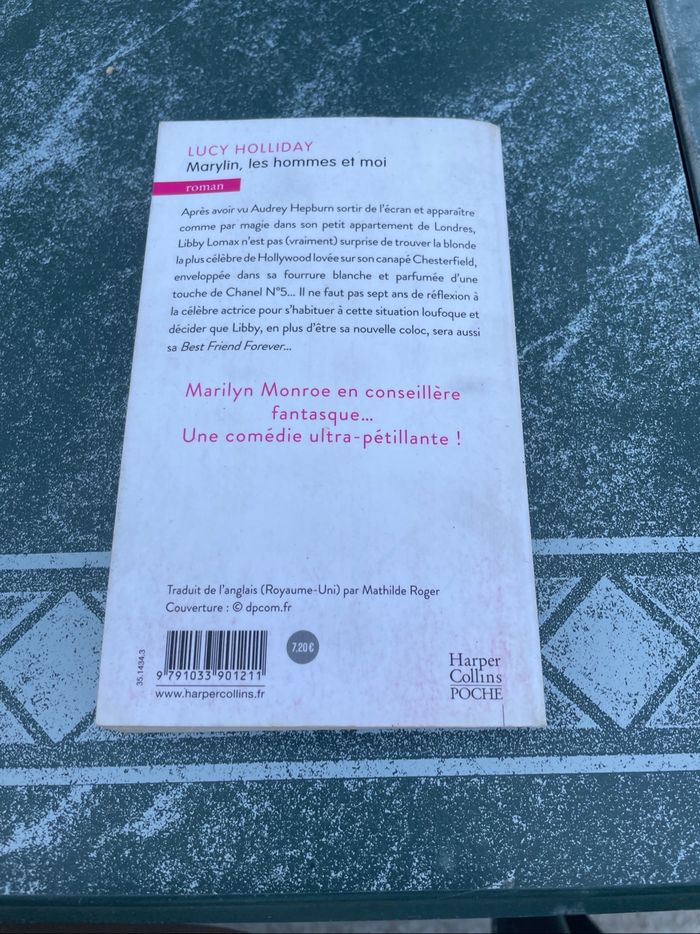 LUCY HOLLIDAY
Marylin, les hommes et moi
roman
Après avoir vu Audrey Hepburn sortir de l'écran et apparaître
comme par magie dans son petit appartement de Londres,
Libby Lomax n'est pas (vraiment) surprise de trouver la blonde
la plus célèbre de Hollywood lovée sur son canapé Chesterfield,
enveloppée dans sa fourrure blanche et parfumée d'une
touche de Chanel N°5... Il ne faut pas sept ans de réflexion à
la célèbre actrice pour s'habituer à cette situation loufoque et
décider que Libby, en plus d'être sa nouvelle coloc, sera aussi
sa Best Friend Forever...
Marilyn Monroe en conseillère
fantasque...
Une comédie ultra-pétillante !
Traduit de l'anglais (Royaume-Uni) par Mathilde Roger
Couverture : © dpcom.fr
35.1434.3
7,20 €
9 791033 901211
www.harpercollins.fr
Harper
Collins
POCHE